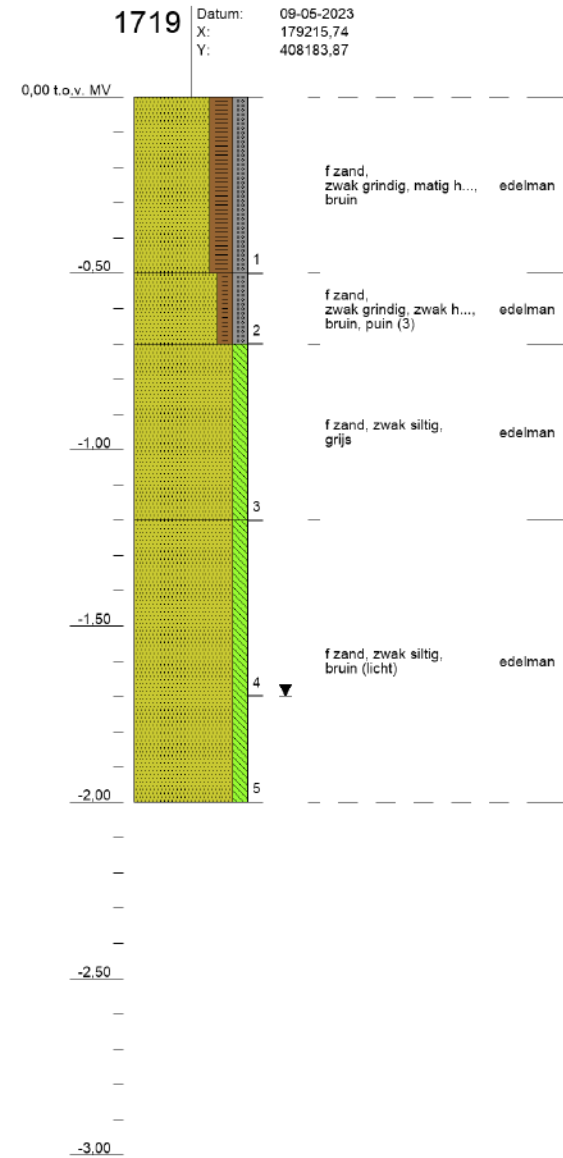 1719
Datum: 09-05-2023
X: 179215,74
Y: 408183,87
0,00 t.o.v. MV
f zand,
zwak grindig, matig h..., edelman
bruin
1
-0,50
f zand,
zwak grindig, zwak h..., edelman
bruin, puin (3)
2
f zand, zwak siltig, edelman
grijs
-1,00
3
-1,50
f zand, zwak siltig, edelman
bruin (licht)
4
5
-2,00
-2,50
-3,00